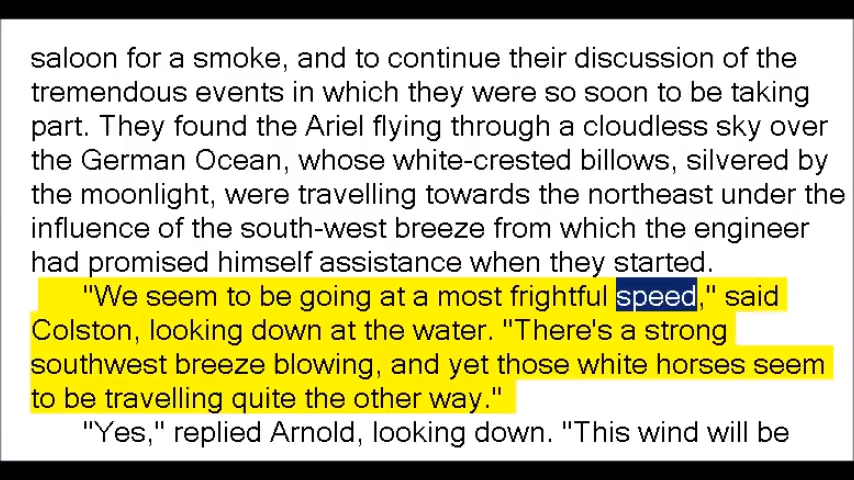 saloon for a smoke, and to continue their discussion of the
tremendous events in which they were so soon to be taking
part. They found the Ariel flying through a cloudless sky over
the German Ocean, whose white-crested billows, silvered by
the moonlight, were travelling towards the northeast under the
influence of the south-west breeze from which the engineer
had promised himself assistance when they started.
"We seem to be going at a most frightful speed," said
Colston, looking down at the water. "There's a strong
southwest breeze blowing, and yet those white horses seem
to be travelling quite the other way."
"Yes," replied Arnold, looking down. "This wind will be